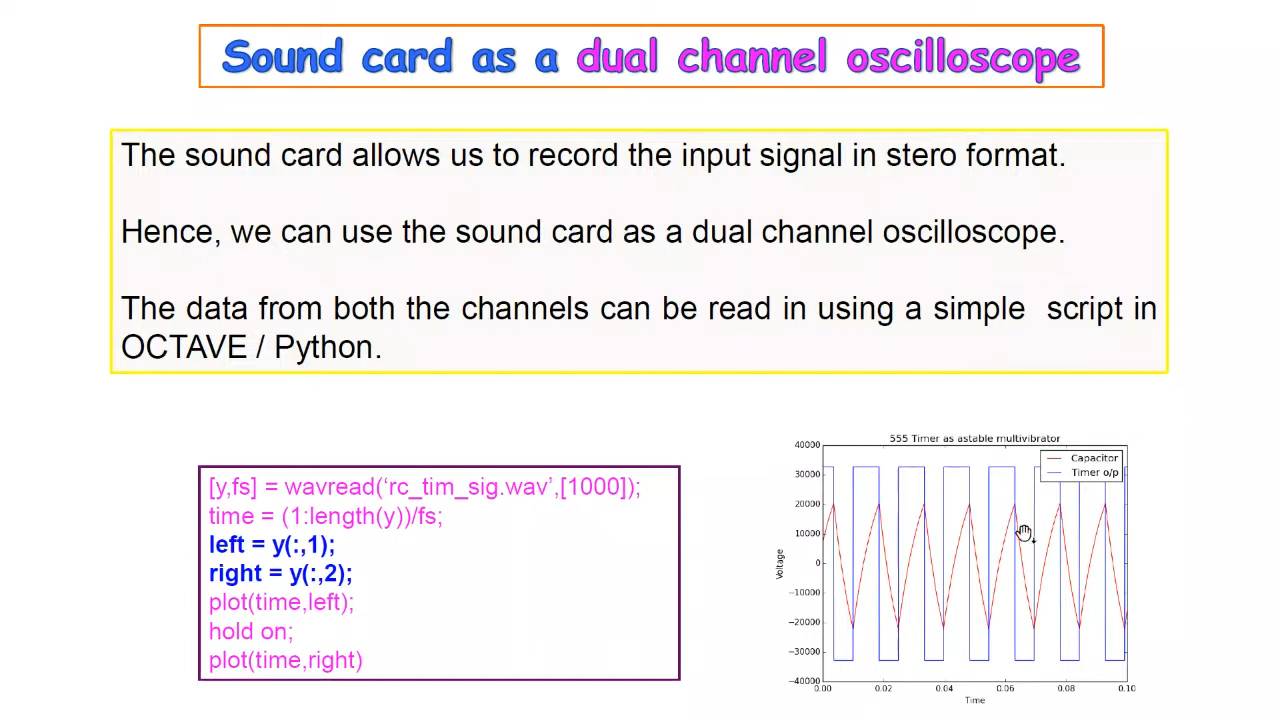 Sound card as a dual channel oscilloscope
The sound card allows us to record the input signal in stero format.
Hence, we can use the sound card as a dual channel oscilloscope.
The data from both the channels can be read in using a simple script in
OCTAVE / Python.
[y,fs] = wavread(‘rc_tim_sig.wav’,[1000]);
time = (1:length(y))/fs;
left = y(:,1);
right = y(:,2);
plot(time,left);
hold on;
plot(time,right)
555 Timer as astable multivibrator
Capacitor
Timer o/p
Voltage
40000
30000
20000
10000
0
−10000
−20000
−30000
−40000
0.00 0.02 0.04 0.06 0.08 0.10
Time